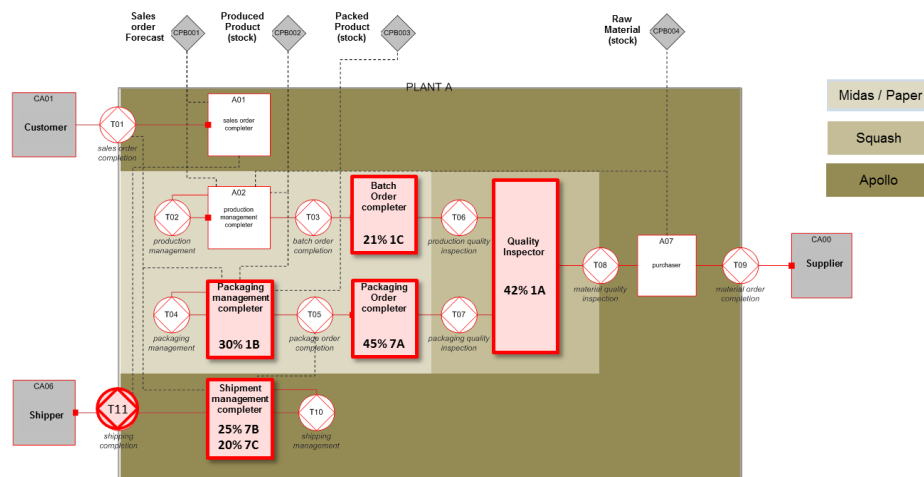 Sales
order
Forecast
CPB001
Produced
Product
(stock)
CPB002
Packed
Product
(stock)
CPB003
Raw
Material
(stock)
CPB004
PLANT A
CA01
Customer
T01
sales order
completion
A01
sales order
completer
Midas / Paper
Squash
Apollo
A02
production
management
completer
T02
production
management
T03
batch order
completion
Batch
Order
completer
21% 1C
T06
production quality
inspection
Quality
Inspector
42% 1A
T08
material quality
inspection
A07
purchaser
T09
material order
completion
CA00
Supplier
Packaging
management
completer
30% 1B
T04
packaging
management
T05
package order
completion
Packaging
Order
completer
45% 7A
T07
packaging quality
inspection
CA06
Shipper
T11
shipping
completion
Shipment
management
completer
25% 7B
20% 7C
T10
shipping
management